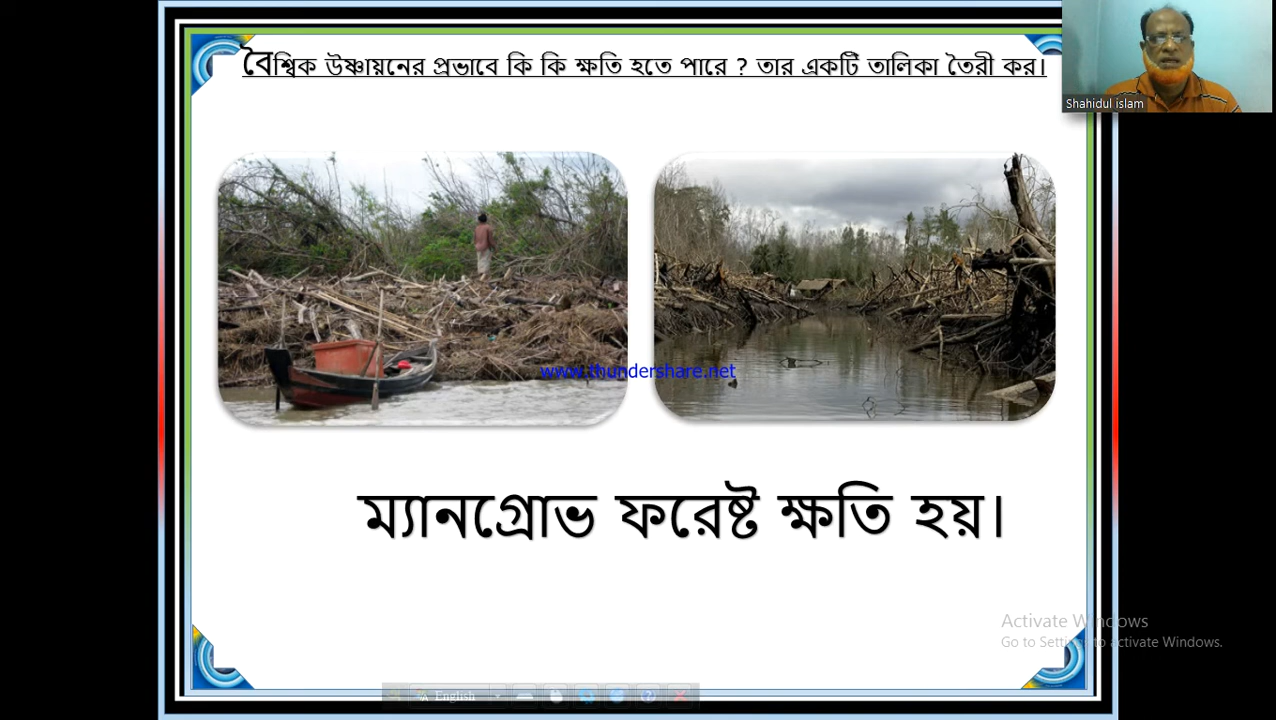 বৈশ্বিক উষ্ণায়নের প্রভাবে কি কি ক্ষতি হতে পারে ? তার একটি তালিকা তৈরী কর।
Shahidul islam
www.thundershare.net
ম্যানগ্রোভ ফরেষ্ট ক্ষতি হয়।
Activate Windows
Go to Settings to activate Windows.
English